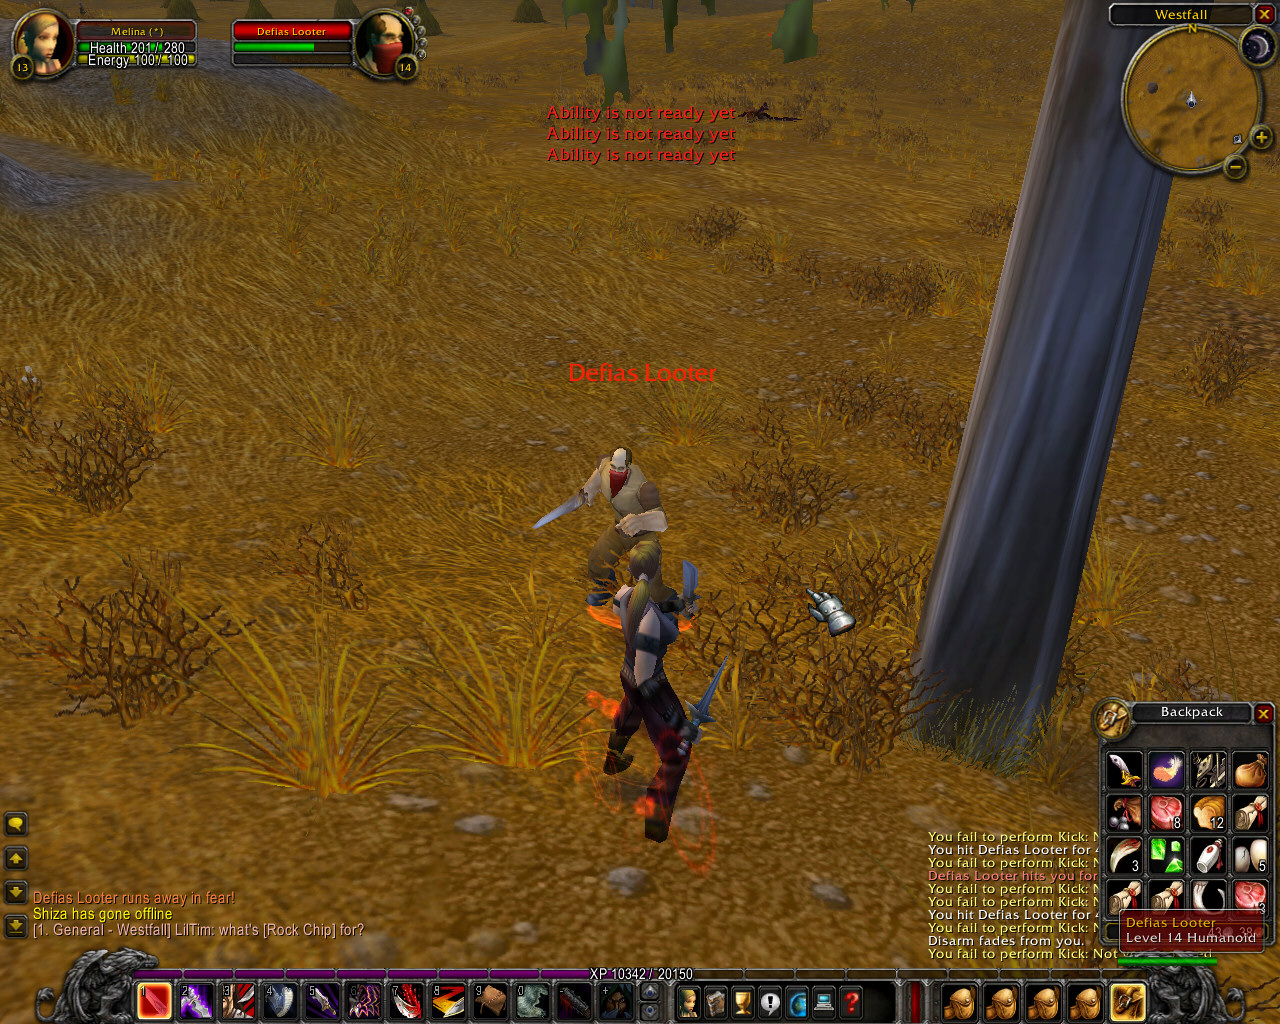 Melina (*)
Health 201 / 280
Energy 100 / 100
13
Defias Looter
14
Westfall
N
Ability is not ready yet
Ability is not ready yet
Ability is not ready yet
Defias Looter
Backpack
8
12
3
5
You fail to perform Kick:
You hit Defias Looter for
You fail to perform Kick:
Defias Looter hits you for
You fail to perform Kick:
You fail to perform Kick:
You hit Defias Looter for
You fail to perform Kick:
Disarm fades from you.
You fail to perform Kick: Not
Defias Looter
Level 14 Humanoid
Defias Looter runs away in fear!
Shiza has gone offline
[1. General - Westfall] LilTim: what's [Rock Chip] for?
XP 10342 / 20150
1 2 3 4 5 6 7 8 9 0 - +